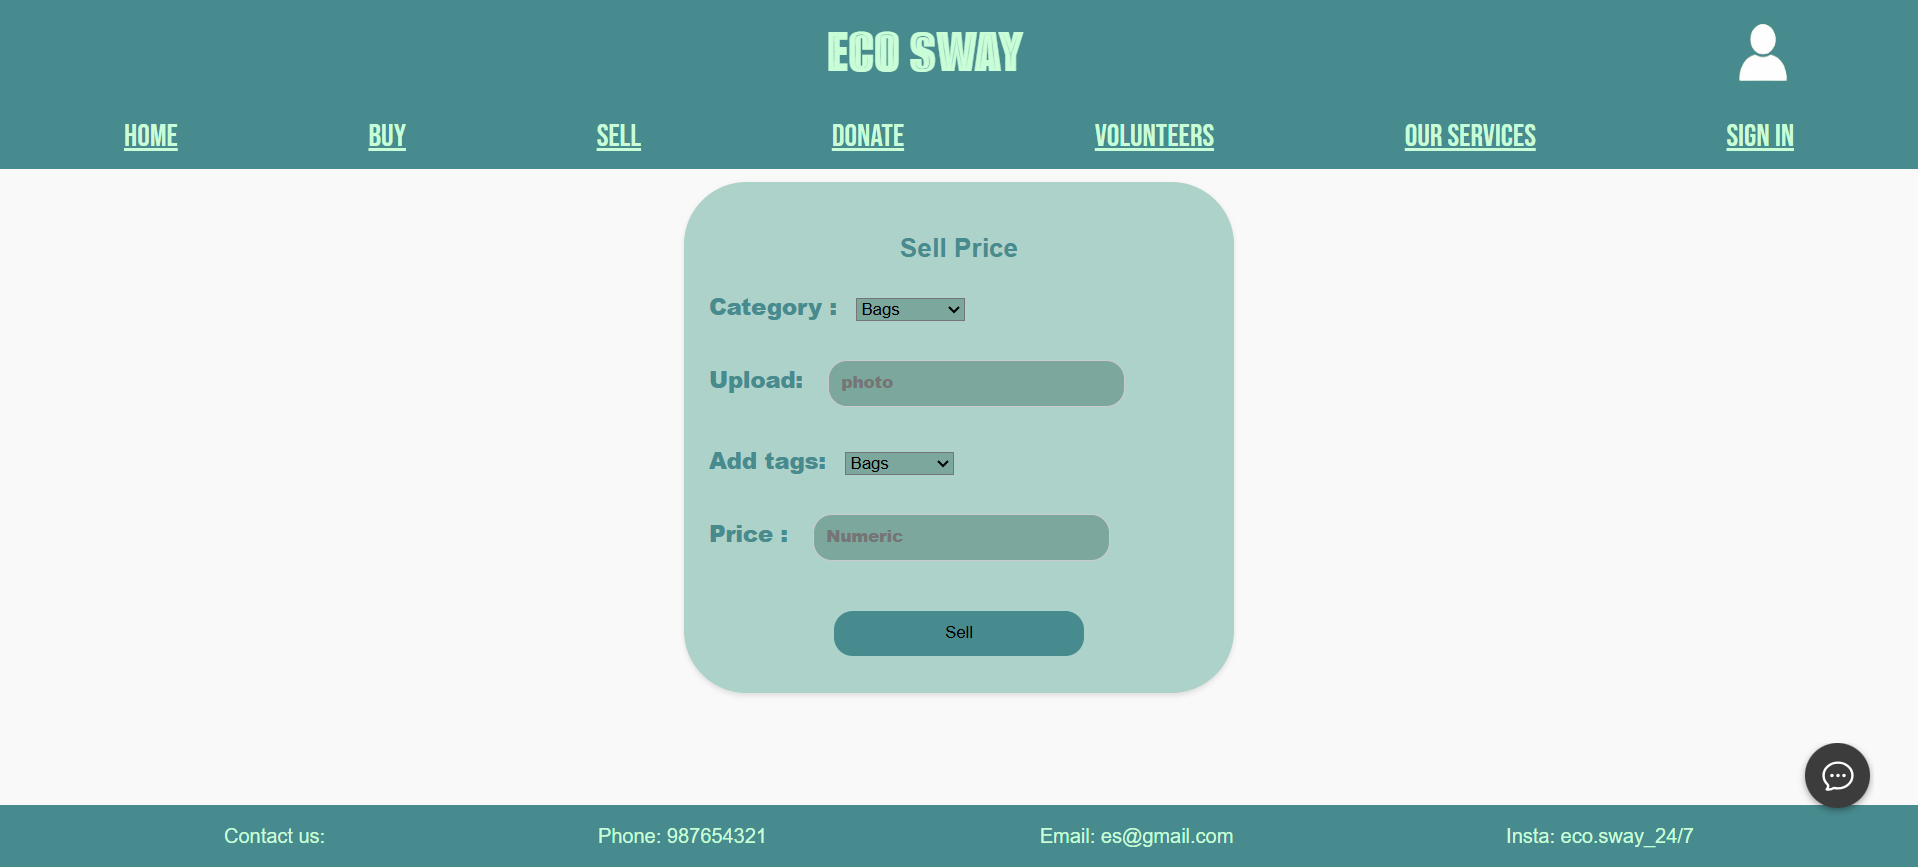 ECO SWAY
HOME BUY SELL DONATE VOLUNTEERS OUR SERVICES SIGN IN
Sell Price
Category : Bags
Upload: photo
Add tags: Bags
Price : Numeric
Sell
Contact us: Phone: 987654321 Email: es@gmail.com Insta: eco.sway_24/7